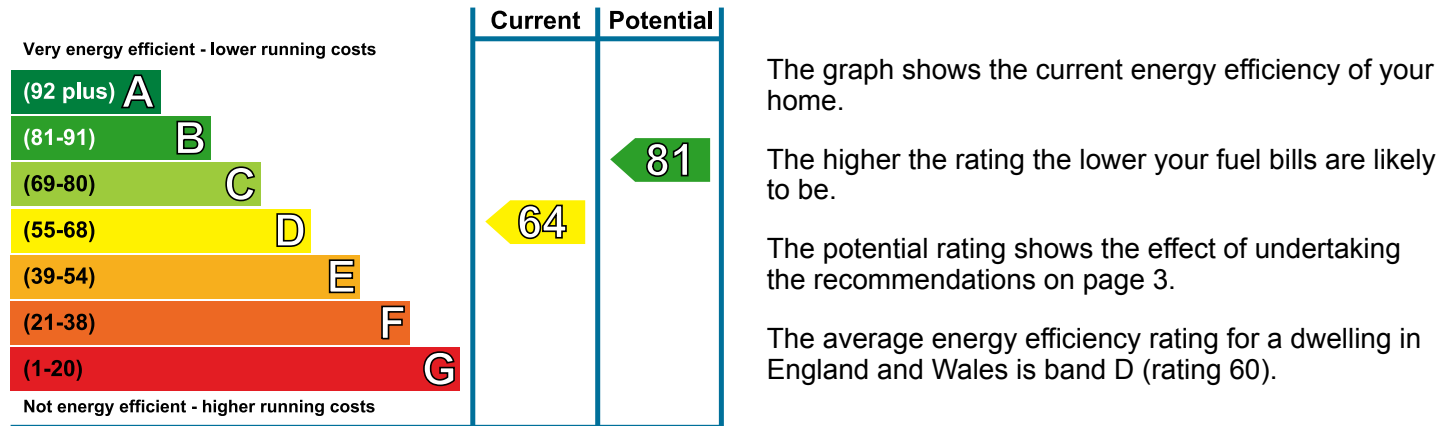 Current Potential
Very energy efficient - lower running costs
(92 plus) A
(81-91) B
(69-80) C
(55-68) D
(39-54) E
(21-38) F
(1-20) G
Not energy efficient - higher running costs
81
64
The graph shows the current energy efficiency of your
home.
The higher the rating the lower your fuel bills are likely
to be.
The potential rating shows the effect of undertaking
the recommendations on page 3.
The average energy efficiency rating for a dwelling in
England and Wales is band D (rating 60).